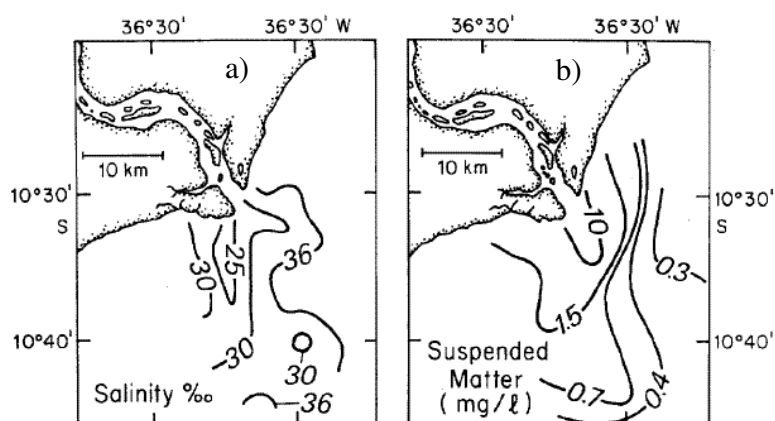 36°30' 36°30' W
a)
10 km
10°30'
S
36
25
30
10°40'
30
30
Salinity ‰
36
36°30' 36°30' W
b)
10 km
10°30'
S
10
0.3
1.5
10°40'
Suspended
Matter
(mg/ℓ)
0.7
0.4